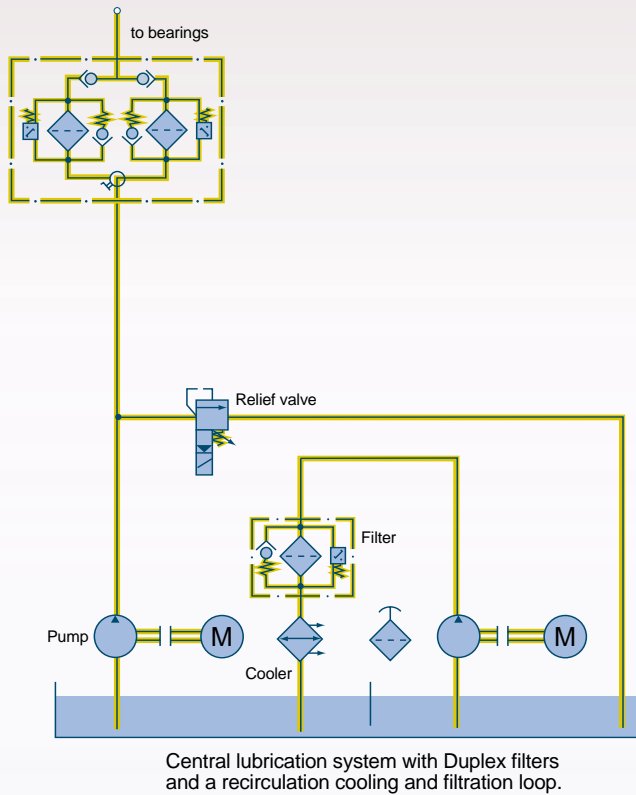 to bearings
Relief valve
Filter
Pump
M
M
Cooler
Central lubrication system with Duplex filters
and a recirculation cooling and filtration loop.